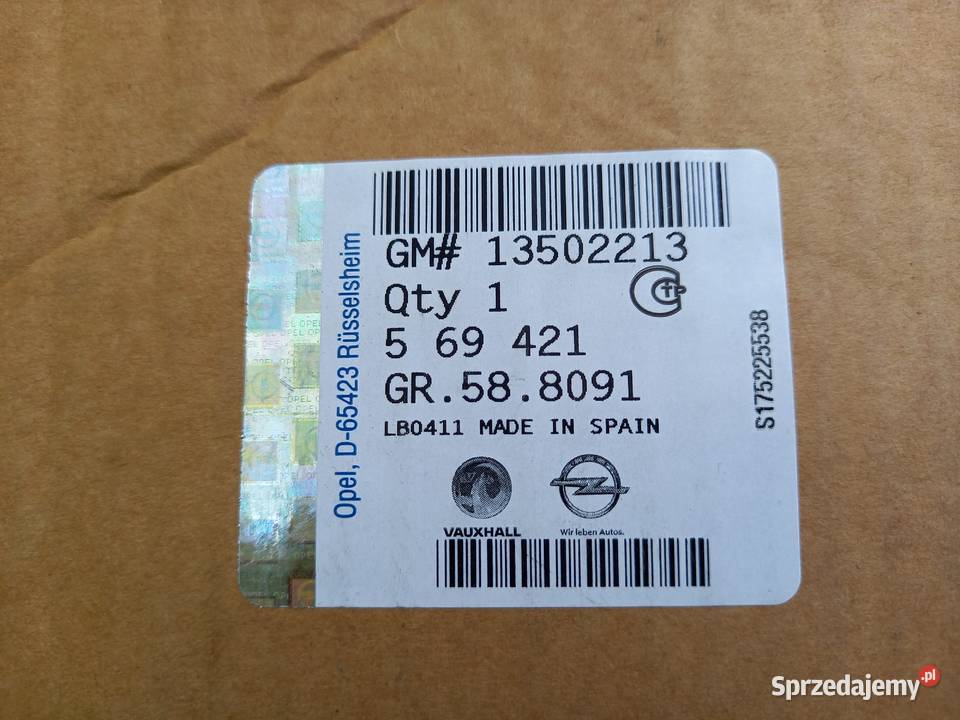 Opel, D-65423 Rüsselsheim
GM# 13502213
Qty 1
5 69 421
GR.58.8091
LB0411 MADE IN SPAIN
VAUXHALL
Wir leben Autos.
S175225538
Sprzedajemy.pl